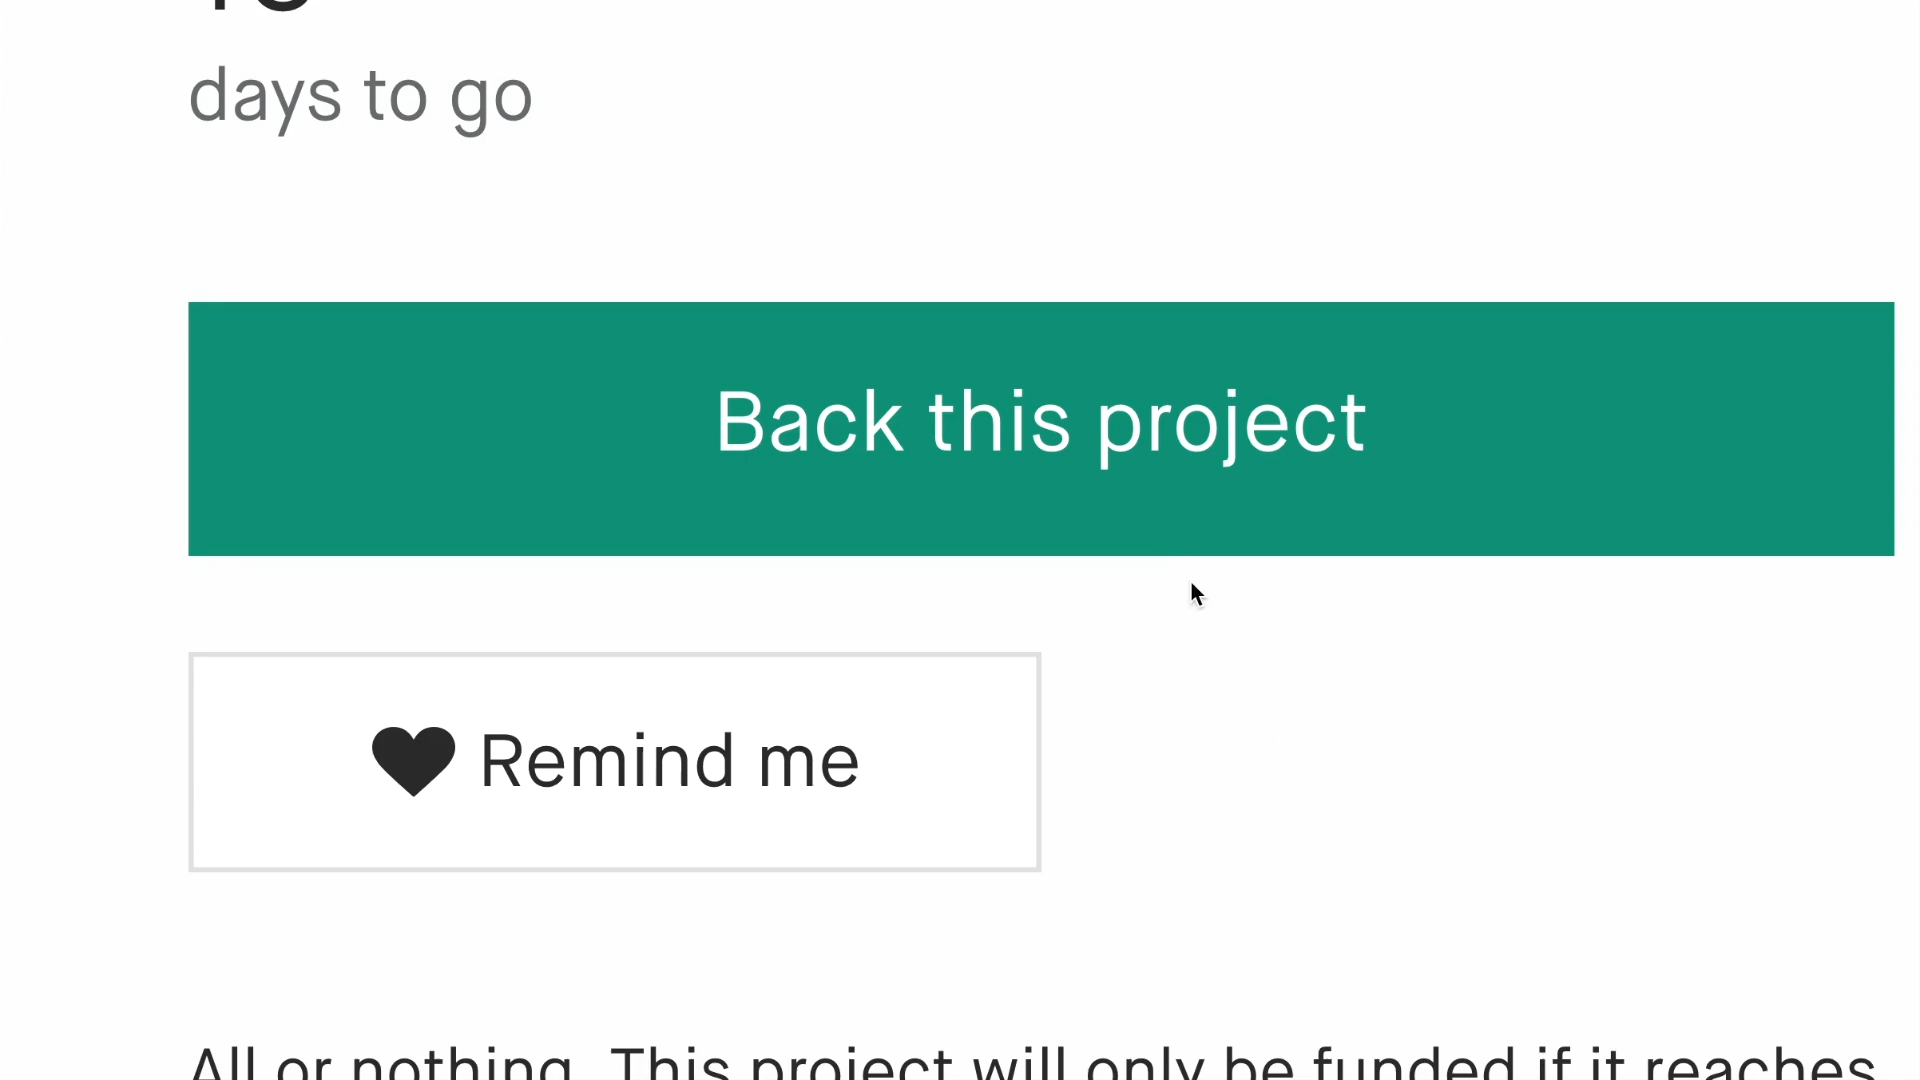 days to go
Back this project
Remind me
All or nothing. This project will only be funded if it reaches